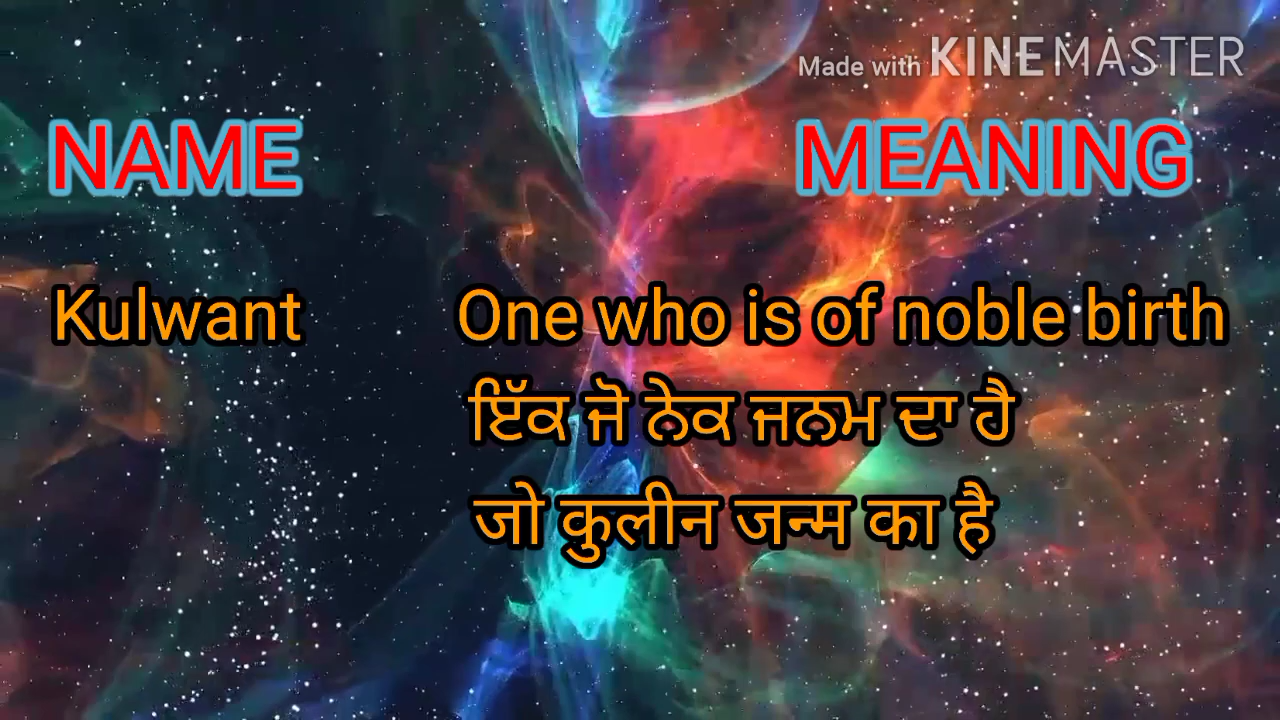 Made with KINEMASTER
NAME MEANING
Kulwant One who is of noble birth
ਇੱਕ ਜੋ ਨੇਕ ਜਨਮ ਦਾ ਹੈ
जो कुलीन जन्म का है